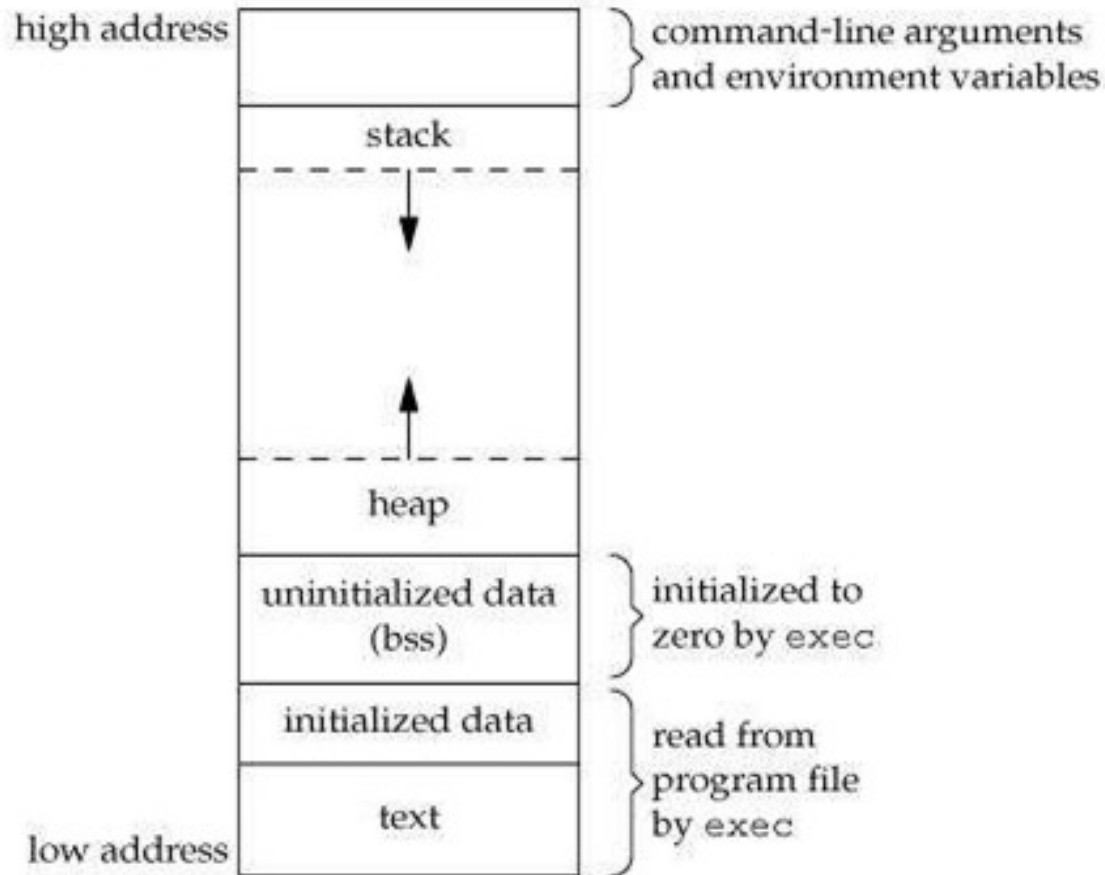 high address
command-line arguments
and environment variables
stack
heap
uninitialized data
(bss)
initialized to
zero by exec
initialized data
read from
program file
by exec
text
low address